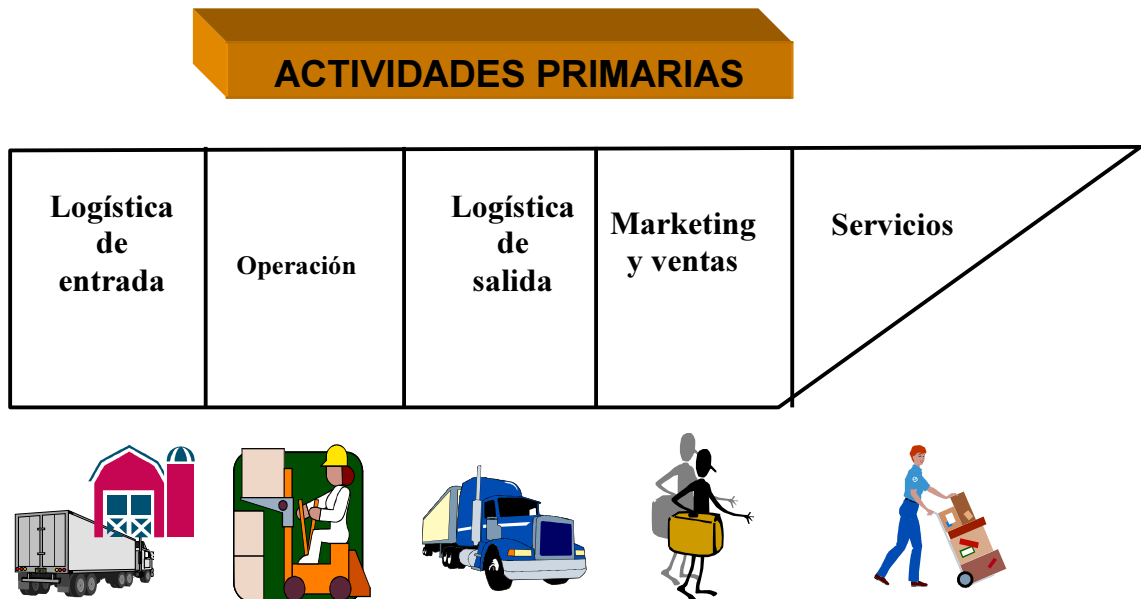 ACTIVIDADES PRIMARIAS
Logística
de
entrada
Operación
Logística
de
salida
Marketing
y ventas
Servicios